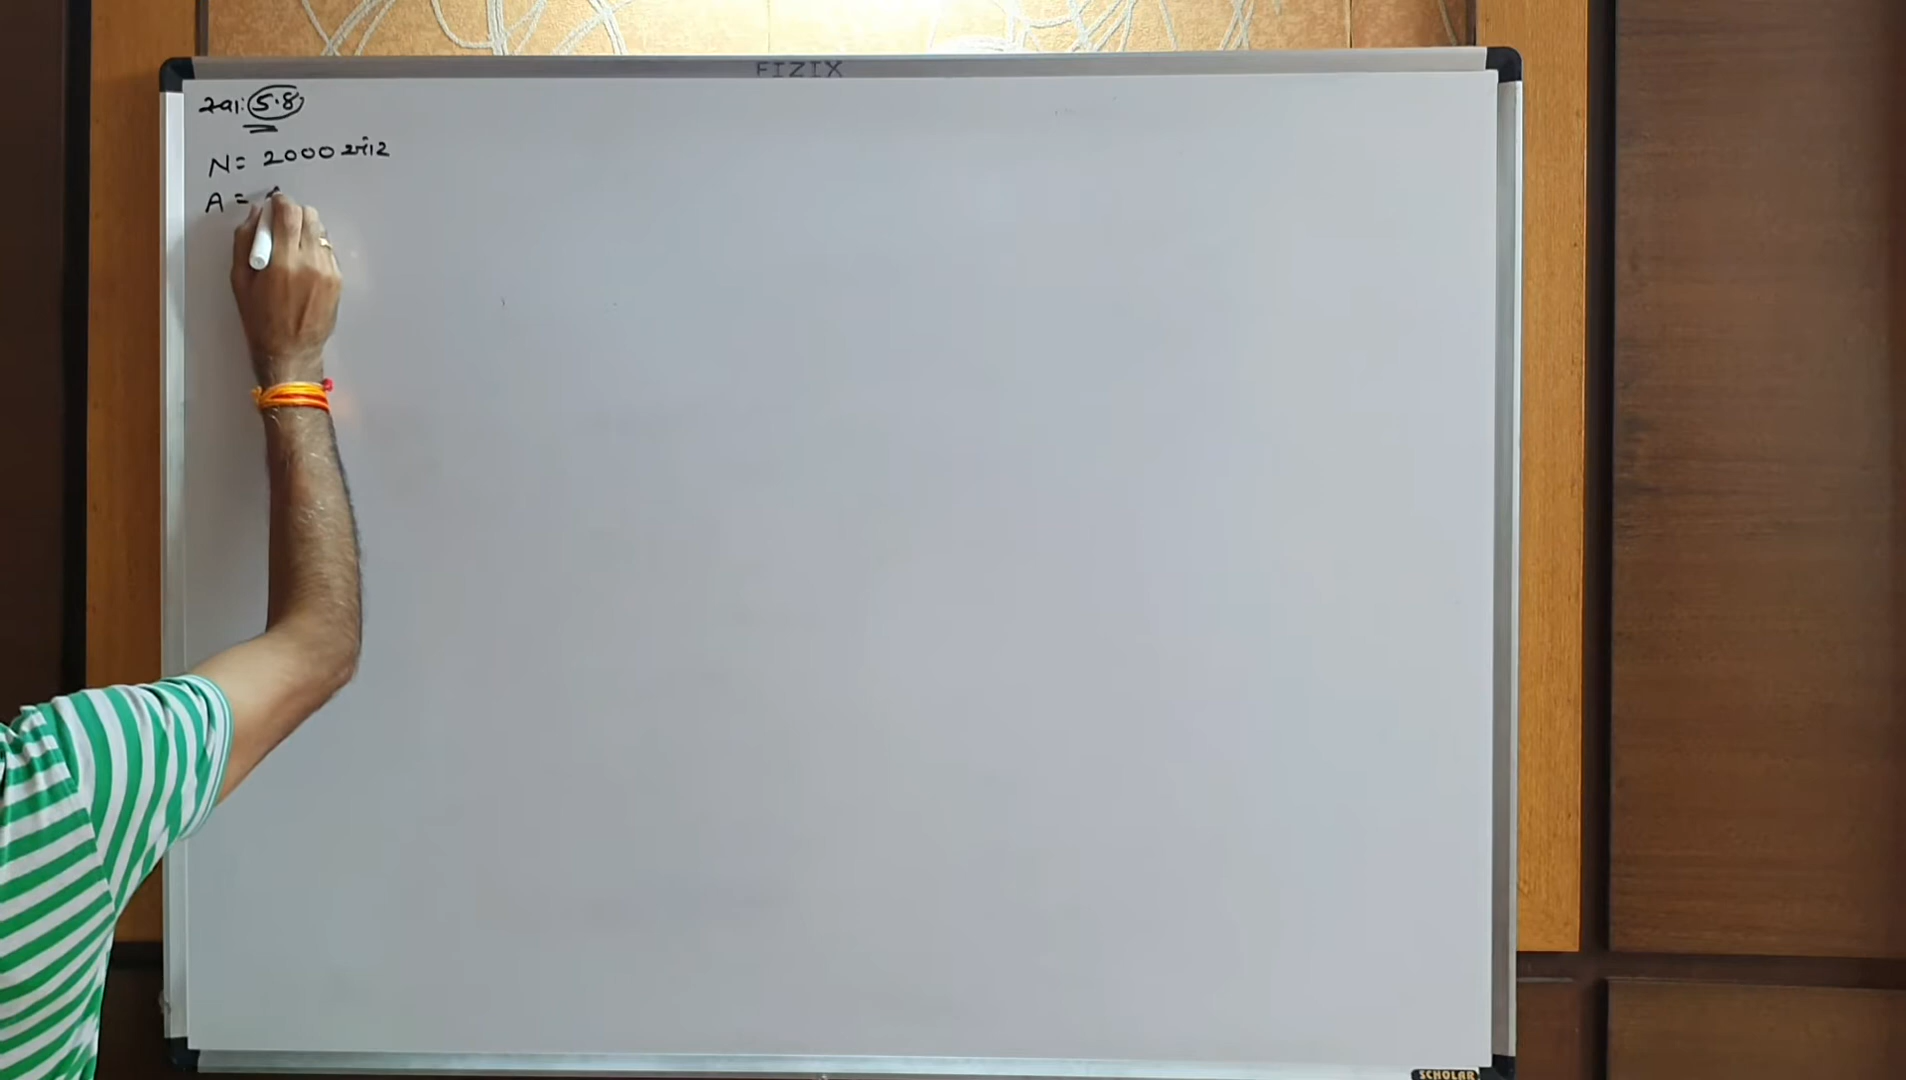 FIZIX
સ્વા: 5.8
N = 2000 આંટા
A =
SCHOLAR